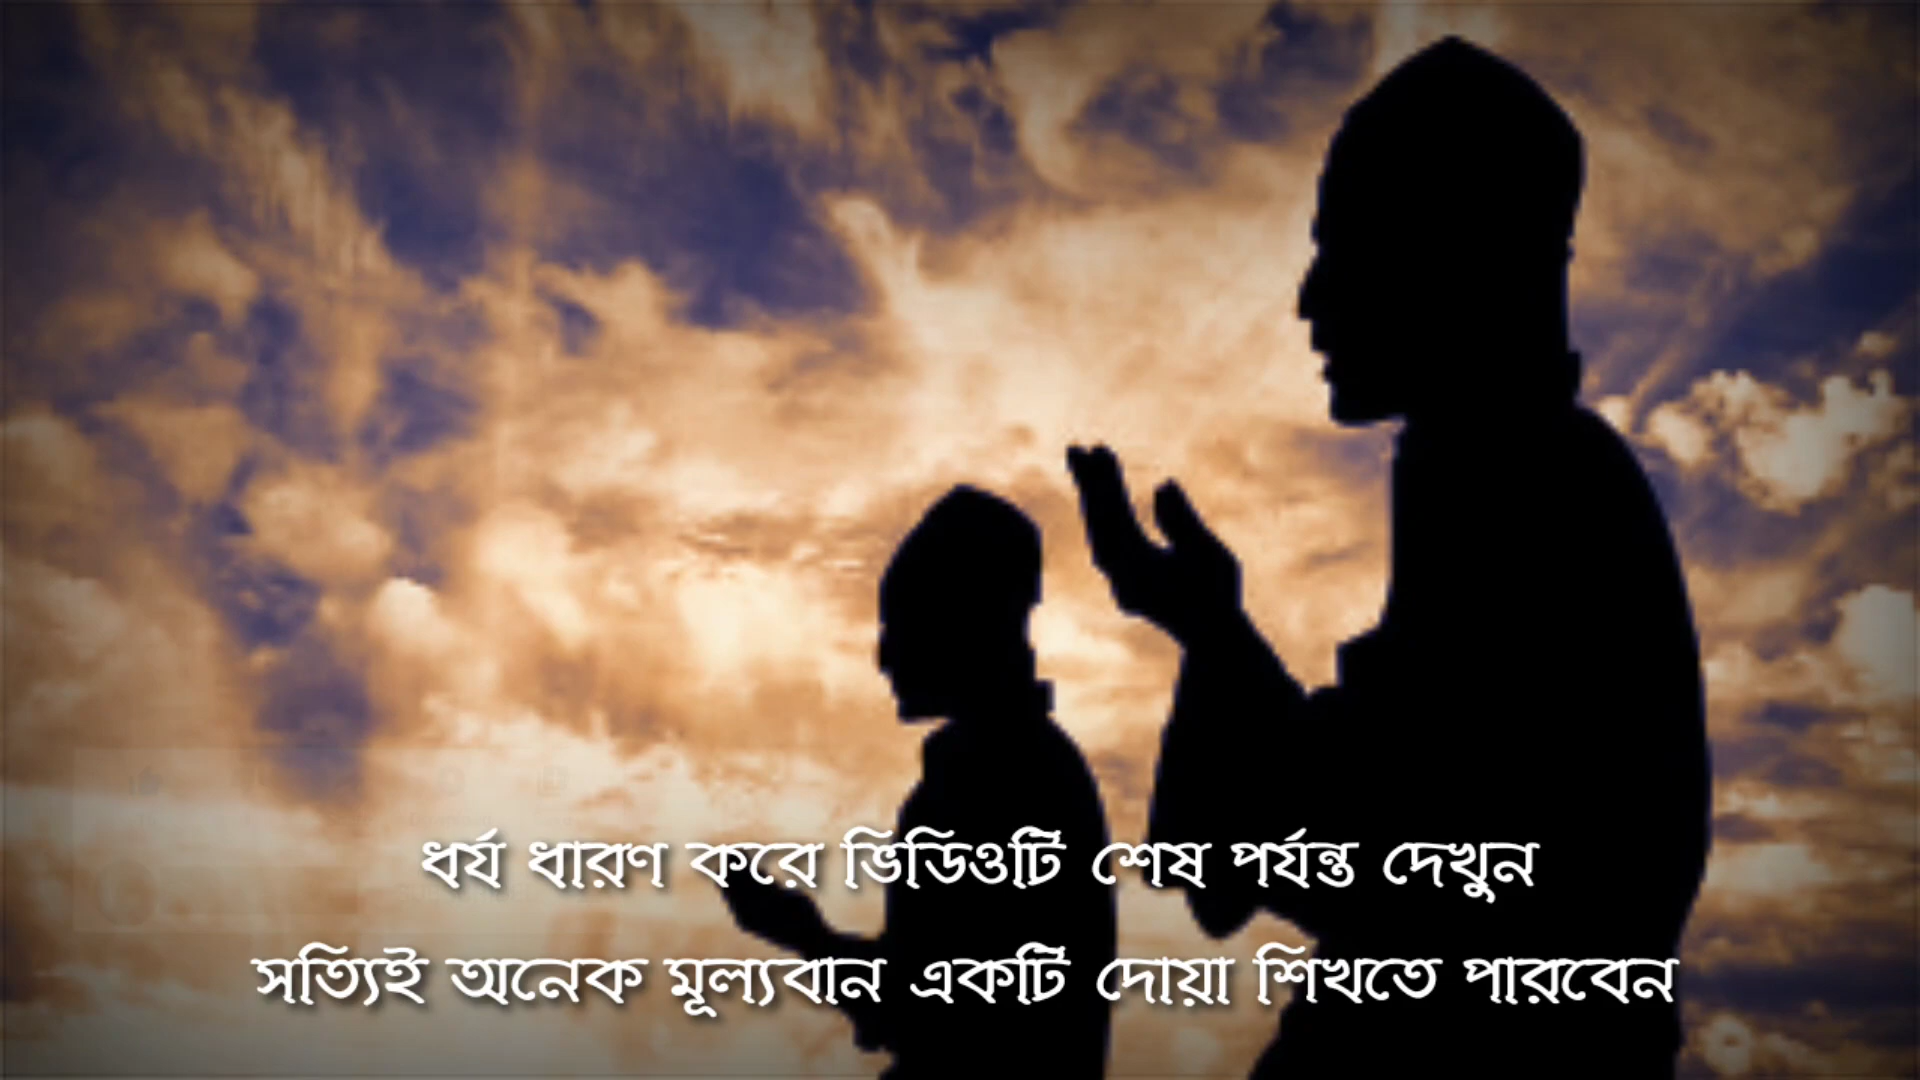 ধর্য ধারণ করে ভিডিওটি শেষ পর্যন্ত দেখুন
সত্যিই অনেক মূল্যবান একটি দোয়া শিখতে পারবেন